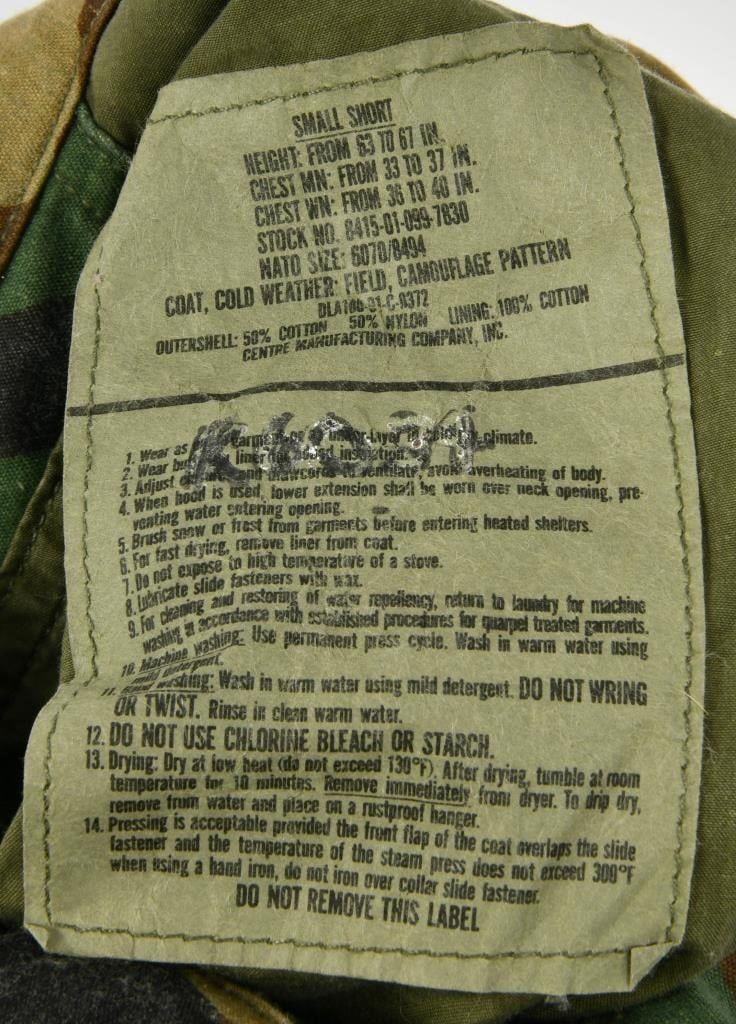 SMALL SHORT
HEIGHT: FROM 63 TO 67 IN.
CHEST MN: FROM 33 TO 37 IN.
CHEST WN: FROM 36 TO 40 IN.
STOCK NO. 8415-01-099-7830
NATO SIZE: 6070/8494
COAT, COLD WEATHER: FIELD, CAMOUFLAGE PATTERN
DLA100-91-C-0372
OUTERSHELL: 50% COTTON 50% NYLON LINING: 100% COTTON
CENTRE MANUFACTURING COMPANY, INC.
1. Wear as climate.
2. Wear liner for added insulation.
3. Adjust and drawcords to ventilate, avoid overheating of body.
4. When hood is used, lower extension shall be worn over neck opening, pre-
venting water entering opening.
5. Brush snow or frost from garments before entering heated shelters.
6. For fast drying, remove liner from coat.
7. Do not expose to high temperature of a stove.
8. Lubricate slide fasteners with wax.
9. For cleaning and restoring of water repellency, return to laundry for machine
washing in accordance with established procedures for quarpel treated garments.
10. Machine washing: Use permanent press cycle. Wash in warm water using
mild detergent.
11. Hand washing: Wash in warm water using mild detergent. DO NOT WRING
OR TWIST. Rinse in clean warm water.
12. DO NOT USE CHLORINE BLEACH OR STARCH.
13. Drying: Dry at low heat (do not exceed 130°F). After drying, tumble at room
temperature for 10 minutes. Remove immediately from dryer. To drip dry,
remove from water and place on a rustproof hanger.
14. Pressing is acceptable provided the front flap of the coat overlaps the slide
fastener and the temperature of the steam press does not exceed 300°F
when using a hand iron, do not iron over collar slide fastener.
DO NOT REMOVE THIS LABEL